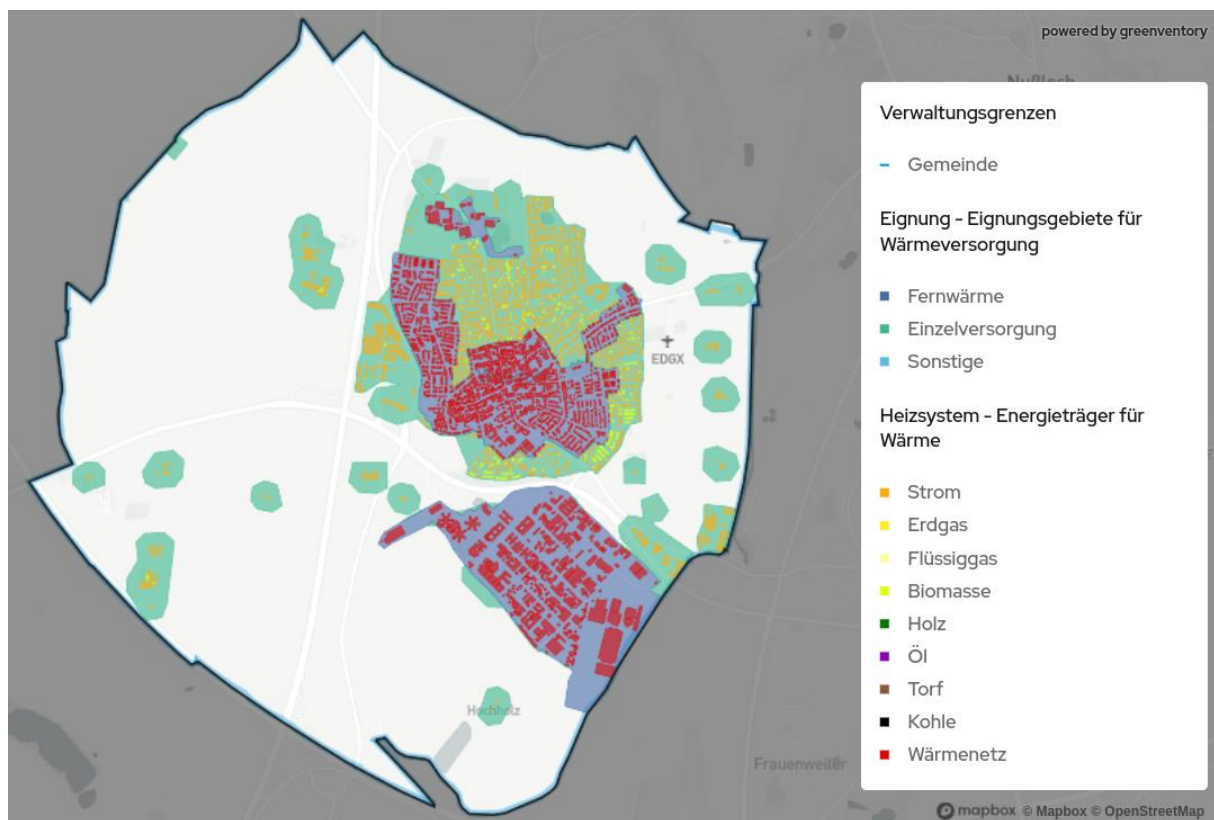 powered by greenventory
Nußloch
Verwaltungsgrenzen
Gemeinde
Eignung - Eignungsgebiete für
Wärmeversorgung
Fernwärme
Einzelversorgung
Sonstige
Heizsystem - Energieträger für
Wärme
Strom
Erdgas
Flüssiggas
Biomasse
Holz
Öl
Torf
Kohle
Wärmenetz
EDGX
Hochholz
Frauenweiler
mapbox © Mapbox © OpenStreetMap